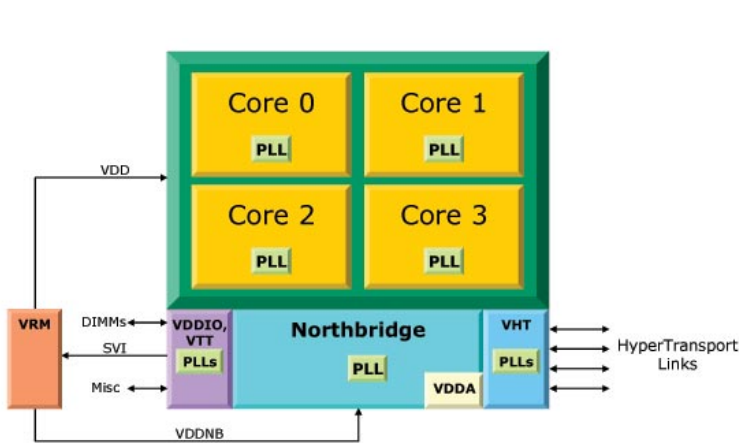 Core 0
PLL
Core 1
PLL
VDD
Core 2
PLL
Core 3
PLL
VRM
DIMMs
SVI
Misc
VDDIO,
VTT
PLLs
Northbridge
PLL
VDDA
VHT
PLLs
HyperTransport
Links
VDDNB